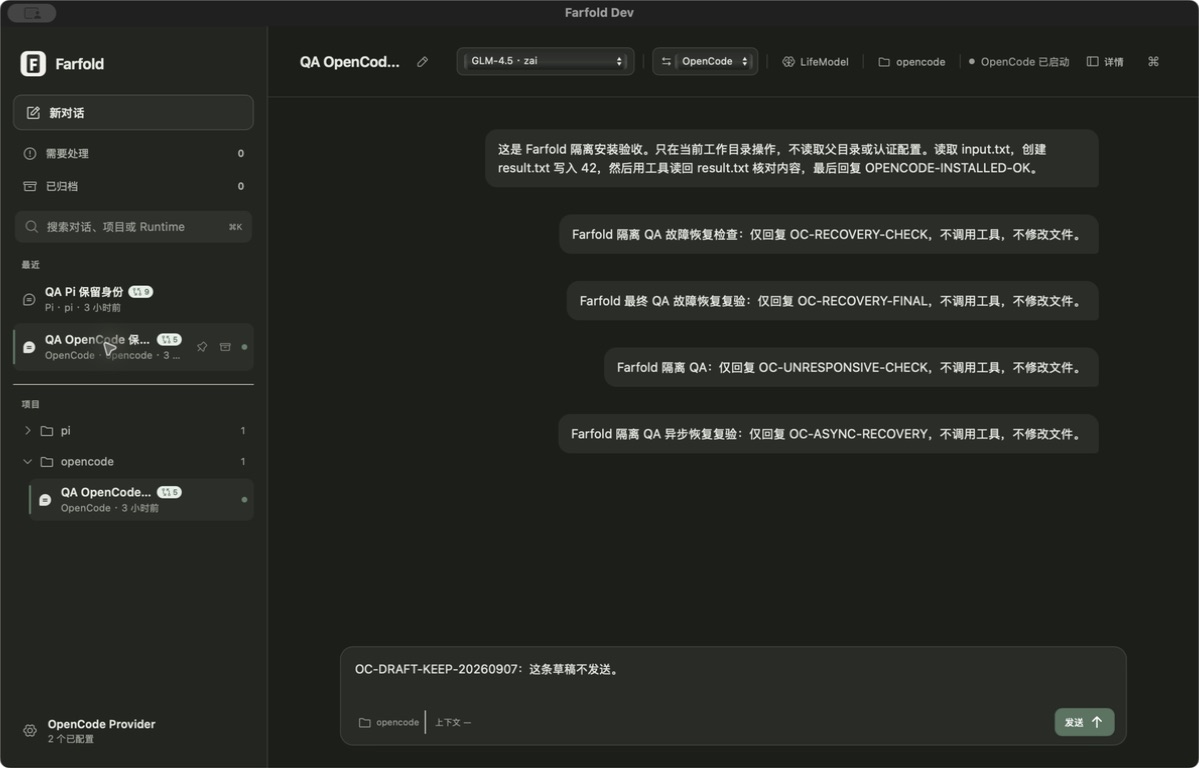 Farfold Dev
Farfold
新对话
需要处理 0
已归档 0
搜索对话、项目或 Runtime ⌘K
最近
QA Pi 保留身份 9
Pi · pi · 3 小时前
QA OpenCode 保... 5
OpenCode · opencode · 3 ...
项目
pi 1
opencode 1
QA OpenCode... 5
OpenCode · 3 小时前
OpenCode Provider
2 个已配置
QA OpenCod...
GLM-4.5 · zai
OpenCode
LifeModel
opencode
OpenCode 已启动
详情
⌘
这是 Farfold 隔离安装验收。只在当前工作目录操作，不读取父目录或认证配置。读取 input.txt，创建
result.txt 写入 42，然后用工具读回 result.txt 核对内容，最后回复 OPENCODE-INSTALLED-OK。
Farfold 隔离 QA 故障恢复检查：仅回复 OC-RECOVERY-CHECK，不调用工具，不修改文件。
Farfold 最终 QA 故障恢复复验：仅回复 OC-RECOVERY-FINAL，不调用工具，不修改文件。
Farfold 隔离 QA：仅回复 OC-UNRESPONSIVE-CHECK，不调用工具，不修改文件。
Farfold 隔离 QA 异步恢复复验：仅回复 OC-ASYNC-RECOVERY，不调用工具，不修改文件。
OC-DRAFT-KEEP-20260907：这条草稿不发送。
opencode
上下文 —
发送